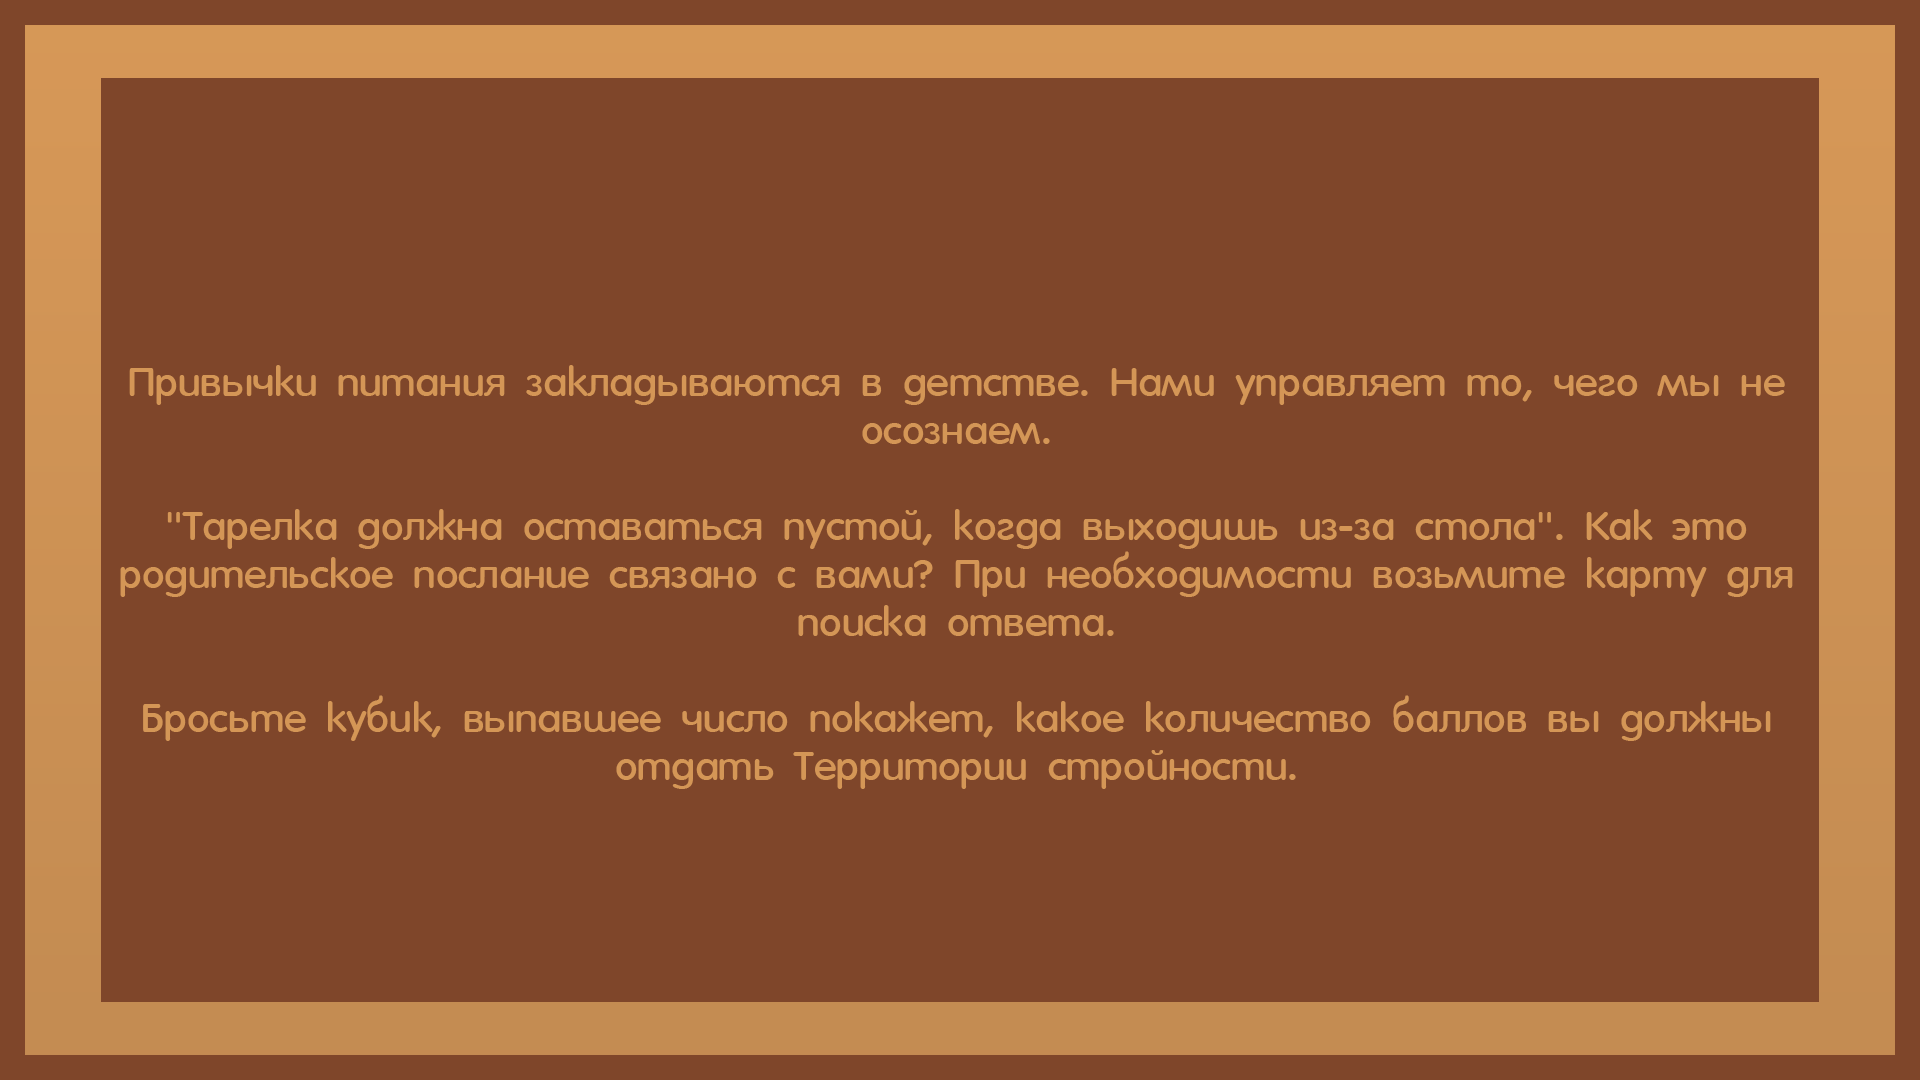 Привычки питания закладываются в детстве. Нами управляет то, чего мы не
осознаем.
"Тарелка должна оставаться пустой, когда выходишь из-за стола". Как это
родительское послание связано с вами? При необходимости возьмите карту для
поиска ответа.
Бросьте кубик, выпавшее число покажет, какое количество баллов вы должны
отдать Территории стройности.